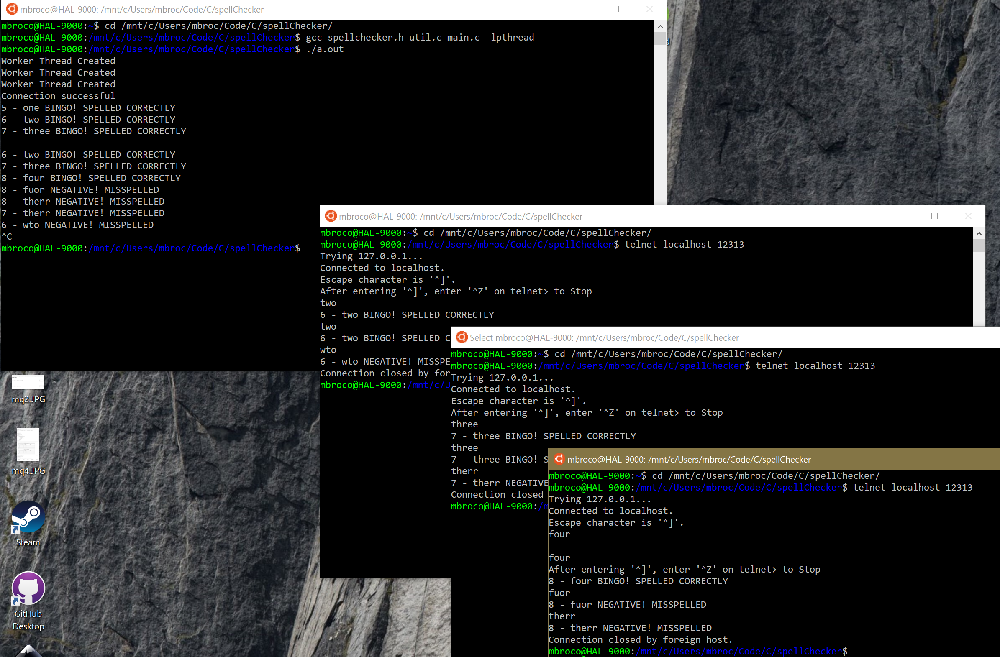 mbroco@HAL-9000: /mnt/c/Users/mbroc/Code/C/spellChecker
mbroco@HAL-9000:~$ cd /mnt/c/Users/mbroc/Code/C/spellChecker/
mbroco@HAL-9000:/mnt/c/Users/mbroc/Code/C/spellChecker$ gcc spellchecker.h util.c main.c -lpthread
mbroco@HAL-9000:/mnt/c/Users/mbroc/Code/C/spellChecker$ ./a.out
Worker Thread Created
Worker Thread Created
Worker Thread Created
Connection successful
5 - one BINGO! SPELLED CORRECTLY
6 - two BINGO! SPELLED CORRECTLY
7 - three BINGO! SPELLED CORRECTLY
6 - two BINGO! SPELLED CORRECTLY
7 - three BINGO! SPELLED CORRECTLY
8 - four BINGO! SPELLED CORRECTLY
8 - fuor NEGATIVE! MISSPELLED
8 - therr NEGATIVE! MISSPELLED
7 - therr NEGATIVE! MISSPELLED
6 - wto NEGATIVE! MISSPELLED
^C
mbroco@HAL-9000:/mnt/c/Users/mbroc/Code/C/spellChecker$
mbroco@HAL-9000: /mnt/c/Users/mbroc/Code/C/spellChecker
mbroco@HAL-9000:~$ cd /mnt/c/Users/mbroc/Code/C/spellChecker/
mbroco@HAL-9000:/mnt/c/Users/mbroc/Code/C/spellChecker$ telnet localhost 12313
Trying 127.0.0.1...
Connected to localhost.
Escape character is '^]'.
After entering '^]', enter '^Z' on telnet> to Stop
two
6 - two BINGO! SPELLED CORRECTLY
two
6 - two BINGO! SPELLED C
wto
6 - wto NEGATIVE! MISSPE
Connection closed by for
mbroco@HAL-9000:/mnt/c/U
Select mbroco@HAL-9000: /mnt/c/Users/mbroc/Code/C/spellChecker
mbroco@HAL-9000:~$ cd /mnt/c/Users/mbroc/Code/C/spellChecker/
mbroco@HAL-9000:/mnt/c/Users/mbroc/Code/C/spellChecker$ telnet localhost 12313
Trying 127.0.0.1...
Connected to localhost.
Escape character is '^]'.
After entering '^]', enter '^Z' on telnet> to Stop
three
7 - three BINGO! SPELLED CORRECTLY
three
7 - three BINGO! S
therr
7 - therr NEGATIVE
Connection closed
mbroco@HAL-9000:/m
mbroco@HAL-9000: /mnt/c/Users/mbroc/Code/C/spellChecker
mbroco@HAL-9000:~$ cd /mnt/c/Users/mbroc/Code/C/spellChecker/
mbroco@HAL-9000:/mnt/c/Users/mbroc/Code/C/spellChecker$ telnet localhost 12313
Trying 127.0.0.1...
Connected to localhost.
Escape character is '^]'.
four
four
After entering '^]', enter '^Z' on telnet> to Stop
8 - four BINGO! SPELLED CORRECTLY
fuor
8 - fuor NEGATIVE! MISSPELLED
therr
8 - therr NEGATIVE! MISSPELLED
Connection closed by foreign host.
mbroco@HAL-9000:/mnt/c/Users/mbroc/Code/C/spellChecker$
mq2.JPG
mq4.JPG
Steam
GitHub
Desktop